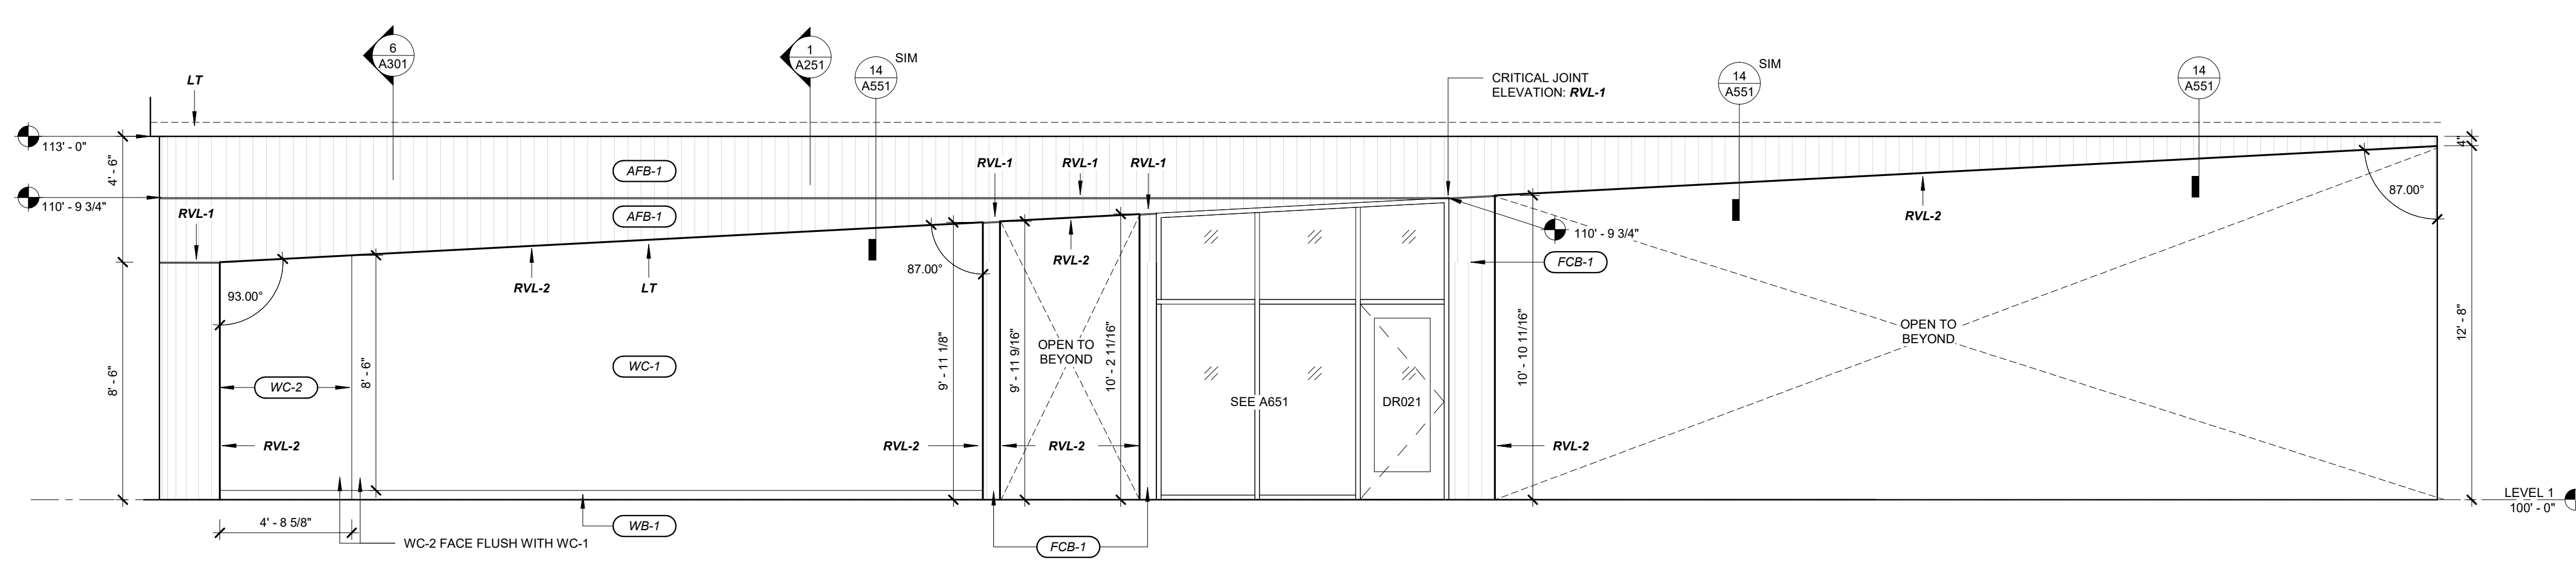 6
A301
1
A251
14
A551
SIM
14
A551
SIM
14
A551
LT
CRITICAL JOINT
ELEVATION: RVL-1
113' - 0"
4' - 6"
110' - 9 3/4"
AFB-1
AFB-1
RVL-1
RVL-1
RVL-1
RVL-1
4"
87.00°
RVL-2
110' - 9 3/4"
FCB-1
RVL-2
LT
87.00°
RVL-2
93.00°
8' - 6"
WC-2
8' - 6"
WC-1
9' - 11 1/8"
9' - 11 9/16"
OPEN TO
BEYOND
10' - 2 11/16"
SEE A651
DR021
10' - 10 11/16"
OPEN TO
BEYOND
12' - 8"
RVL-2
RVL-2
RVL-2
RVL-2
LEVEL 1
100' - 0"
4' - 8 5/8"
WB-1
WC-2 FACE FLUSH WITH WC-1
FCB-1